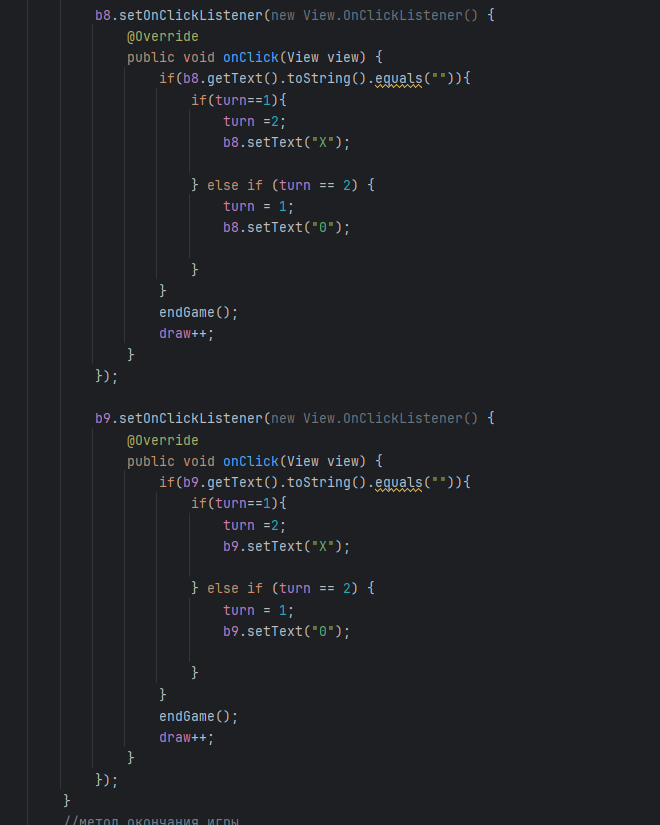 b8.setOnClickListener(new View.OnClickListener() {
@Override
public void onClick(View view) {
if(b8.getText().toString().equals("")){
if(turn==1){
turn =2;
b8.setText("X");
} else if (turn == 2) {
turn = 1;
b8.setText("0");
}
}
endGame();
draw++;
}
});
b9.setOnClickListener(new View.OnClickListener() {
@Override
public void onClick(View view) {
if(b9.getText().toString().equals("")){
if(turn==1){
turn =2;
b9.setText("X");
} else if (turn == 2) {
turn = 1;
b9.setText("0");
}
}
endGame();
draw++;
}
});
}
//метод окончания игры